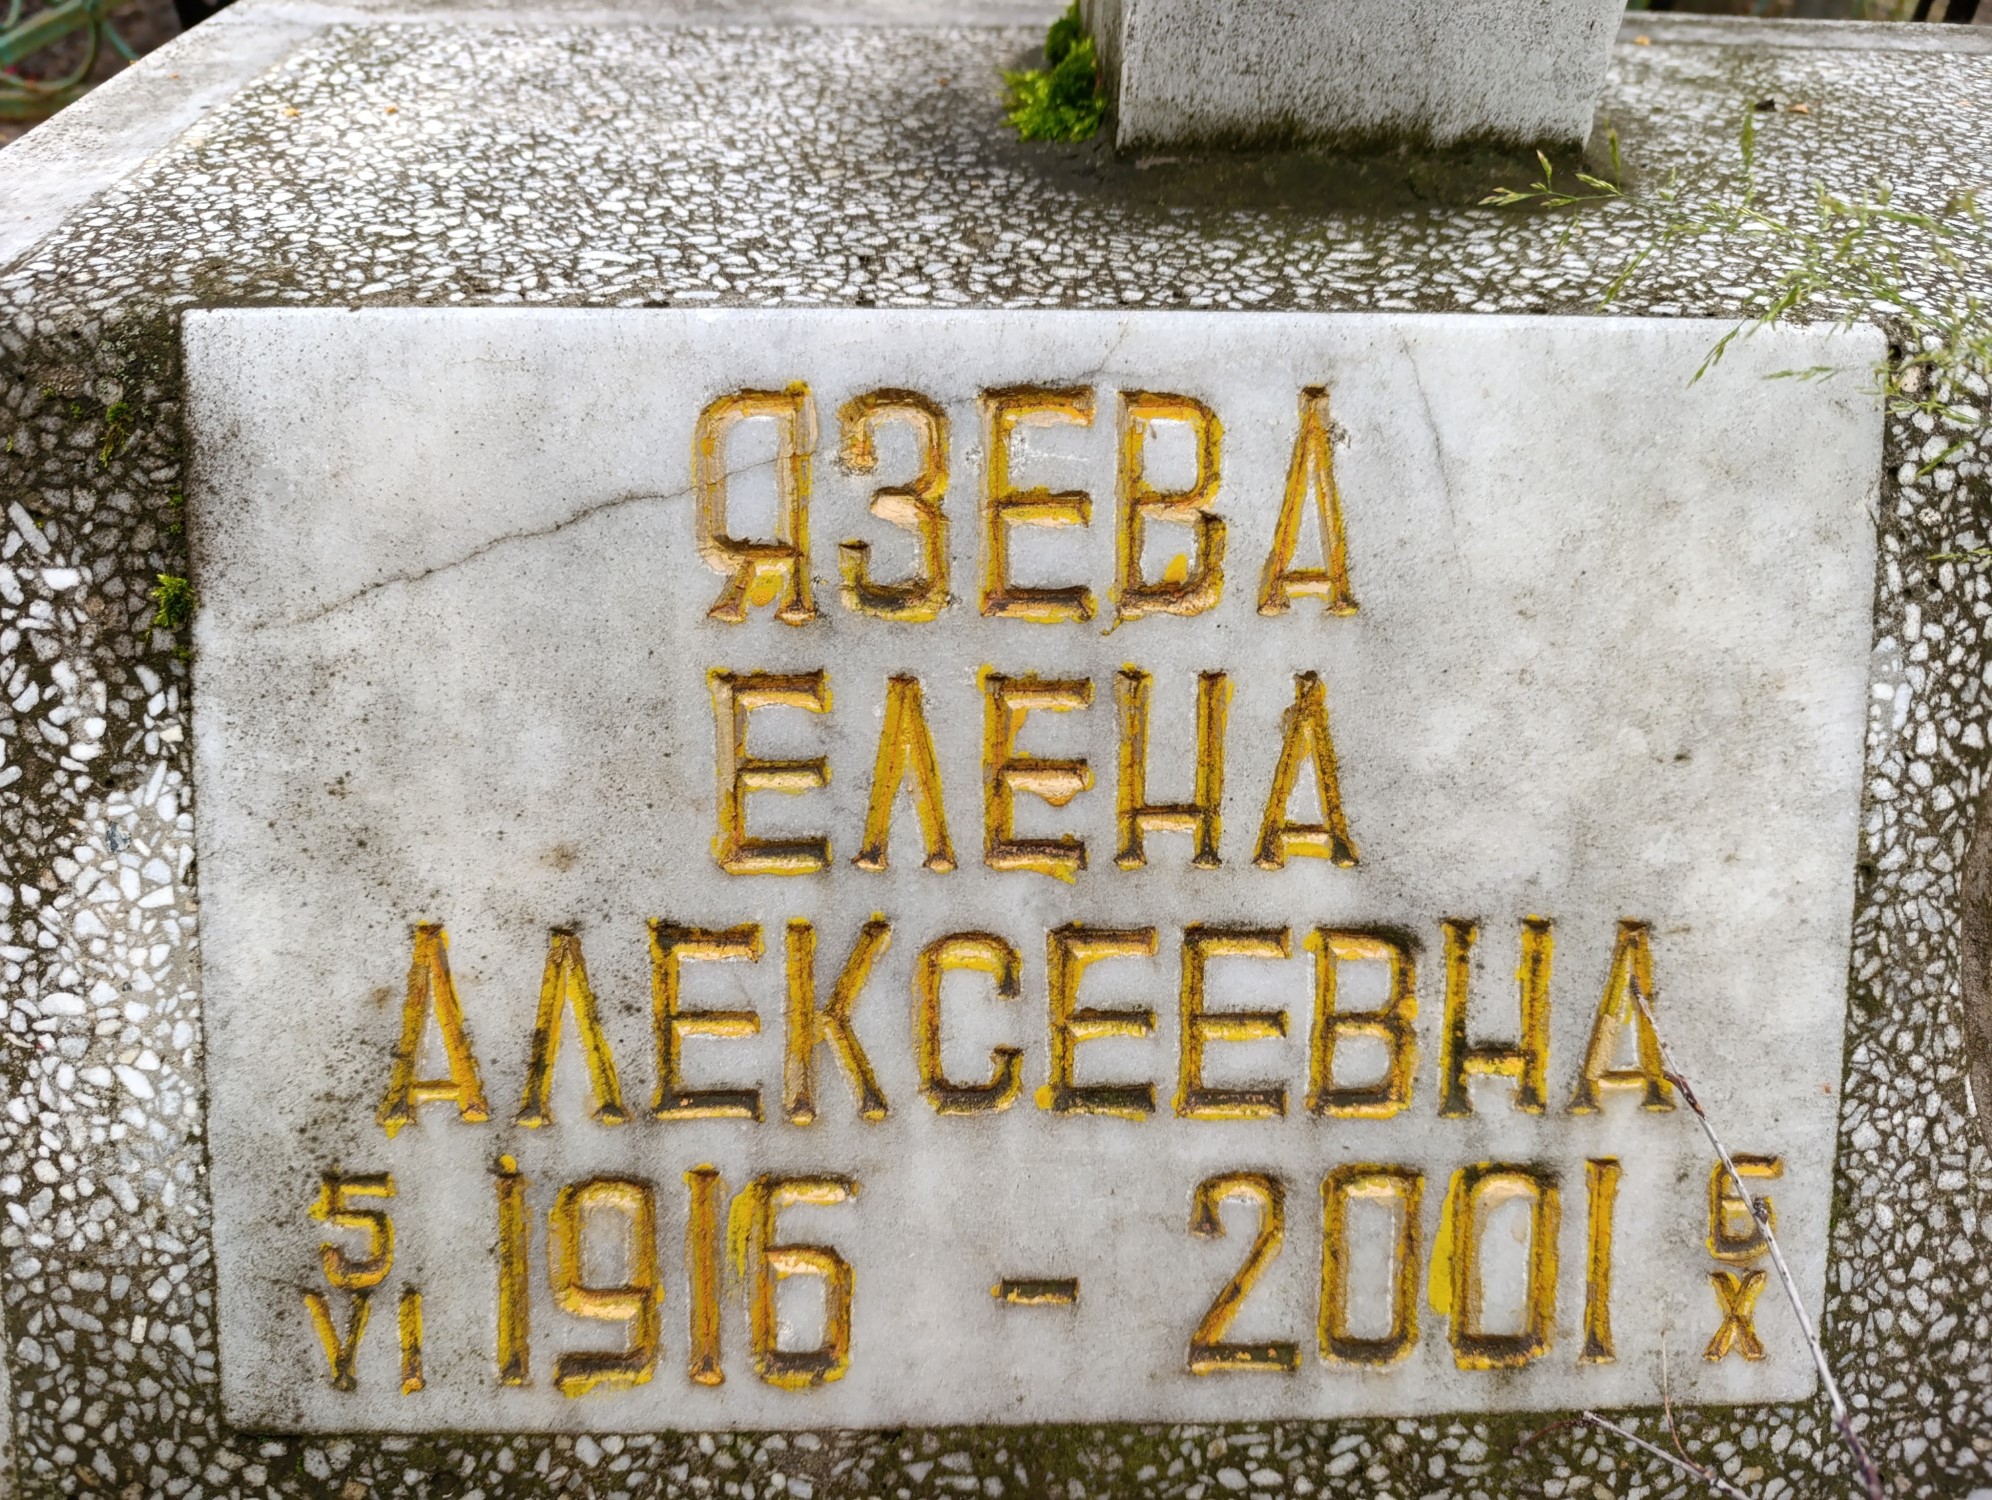 ЯЗЕВА
ЕЛЕНА
АЛЕКСЕЕВНА
5 VI 1916 - 2001 6 X